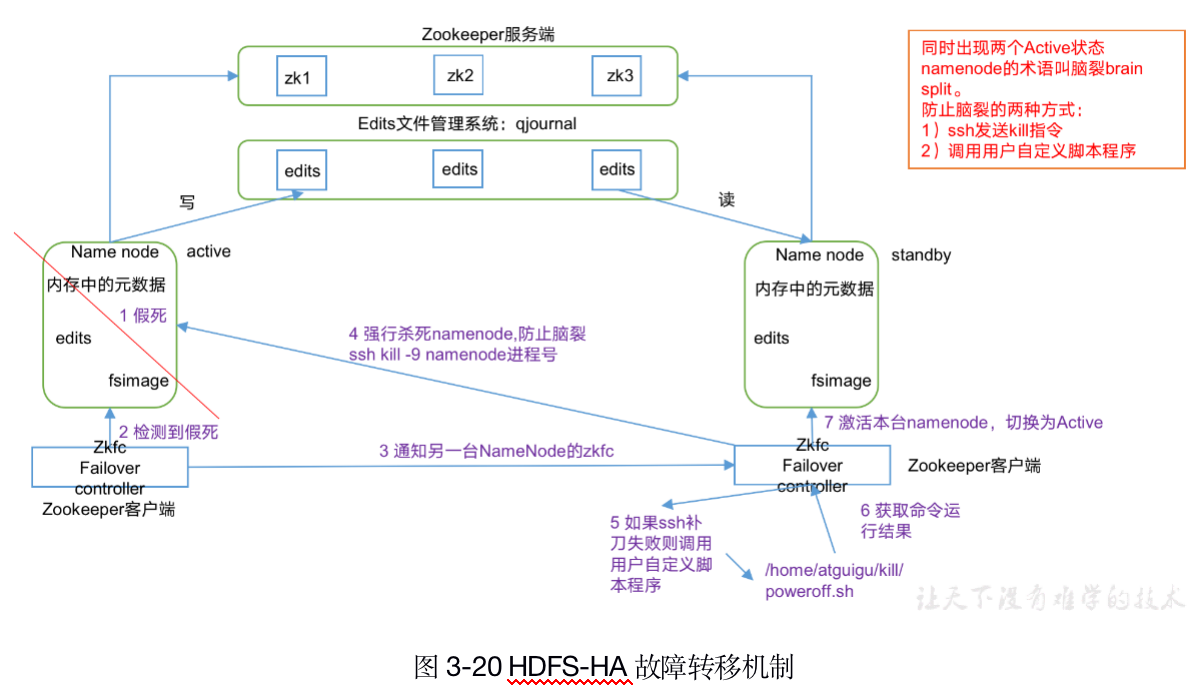 Zookeeper服务端
zk1
zk2
zk3
同时出现两个Active状态
namenode的术语叫脑裂brain
split。
防止脑裂的两种方式：
1）ssh发送kill指令
2）调用用户自定义脚本程序
Edits文件管理系统：qjournal
edits
edits
edits
写
读
Name node
active
内存中的元数据
1 假死
edits
fsimage
Name node
standby
内存中的元数据
edits
fsimage
4 强行杀死namenode,防止脑裂
ssh kill -9 namenode进程号
2 检测到假死
Zkfc
Failover
controller
Zookeeper客户端
3 通知另一台NameNode的zkfc
7 激活本台namenode，切换为Active
Zkfc
Failover
controller
Zookeeper客户端
5 如果ssh补
刀失败则调用
用户自定义脚
本程序
6 获取命令运
行结果
/home/atguigu/kill/
poweroff.sh
让天下没有难学的技术
图 3-20 HDFS-HA 故障转移机制